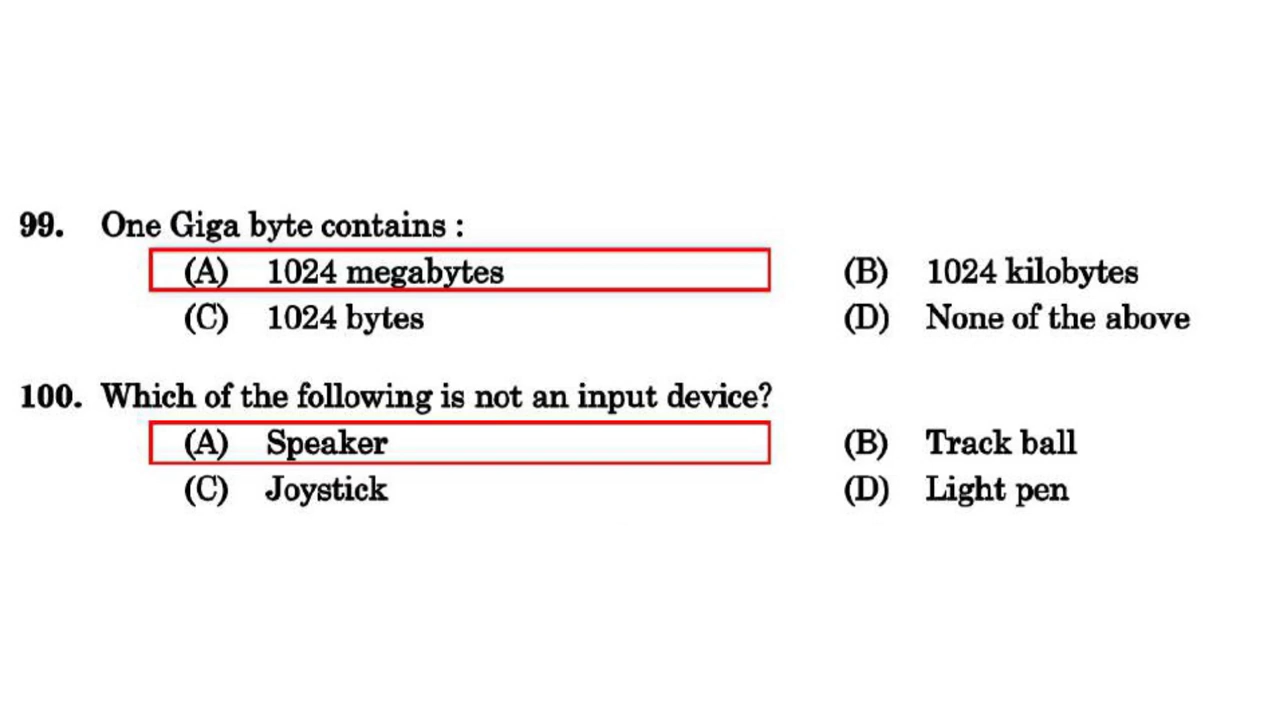 99. One Giga byte contains :
(A) 1024 megabytes (B) 1024 kilobytes
(C) 1024 bytes (D) None of the above
100. Which of the following is not an input device?
(A) Speaker (B) Track ball
(C) Joystick (D) Light pen